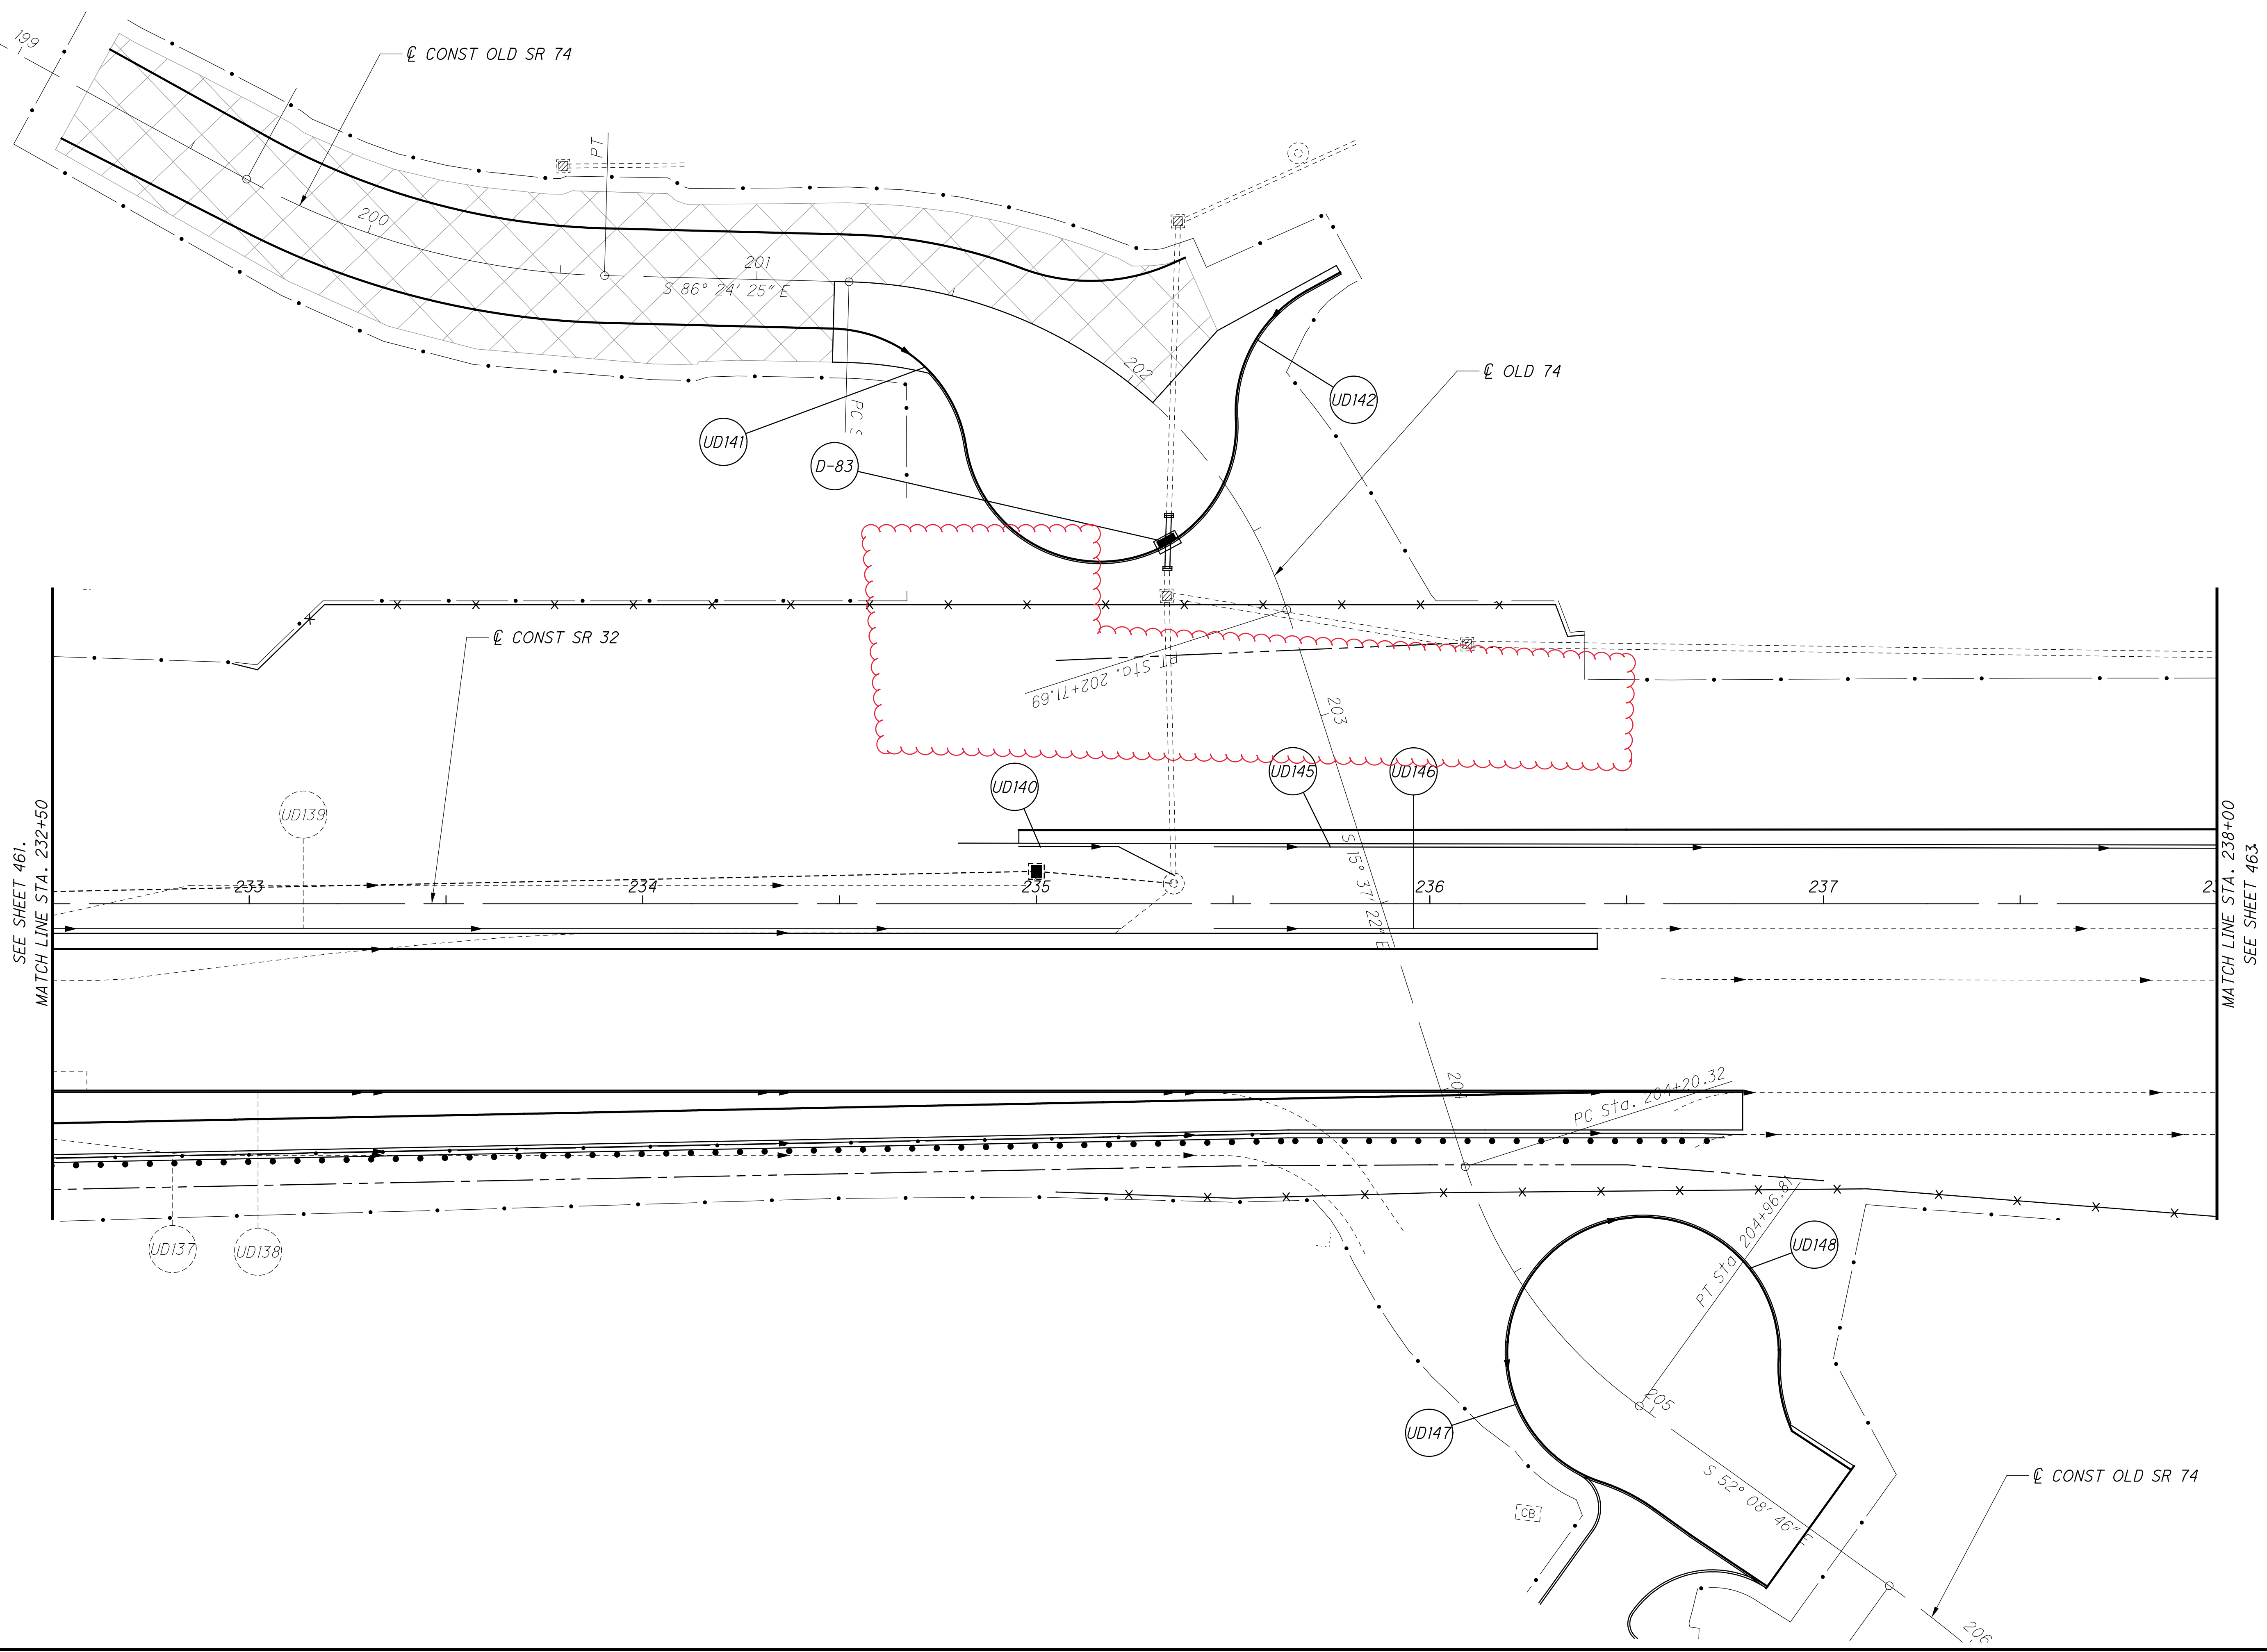 199
℄ CONST OLD SR 74
PT
200
201
S 86° 24' 25" E
202
℄ OLD 74
UD142
UD141
PC S
D-83
℄ CONST SR 32
PT Sta. 202+71.69
203
UD139
UD140
UD145
UD146
SEE SHEET 461.
MATCH LINE STA. 232+50
MATCH LINE STA. 238+00
SEE SHEET 463.
S 15° 37' 22" E
233
234
235
236
237
204
PC Sta. 204+20.32
PT Sta 204+96.81
UD137
UD138
UD148
205
UD147
S 52° 08' 46" E
℄ CONST OLD SR 74
CB
206